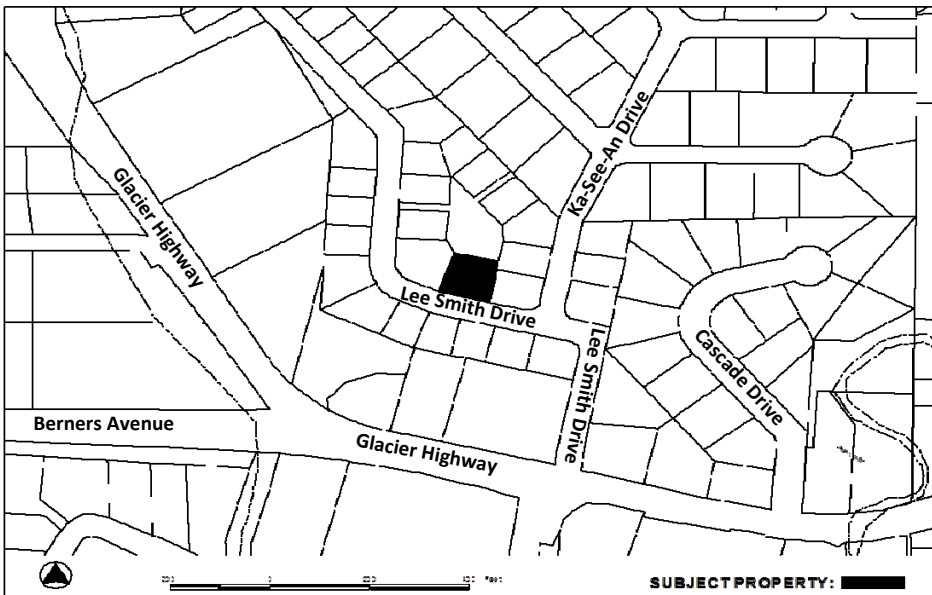 Ka-See-An Drive
Glacier Highway
Lee Smith Drive
Lee Smith Drive
Cascade Drive
Berners Avenue
Glacier Highway
SUBJECT PROPERTY: